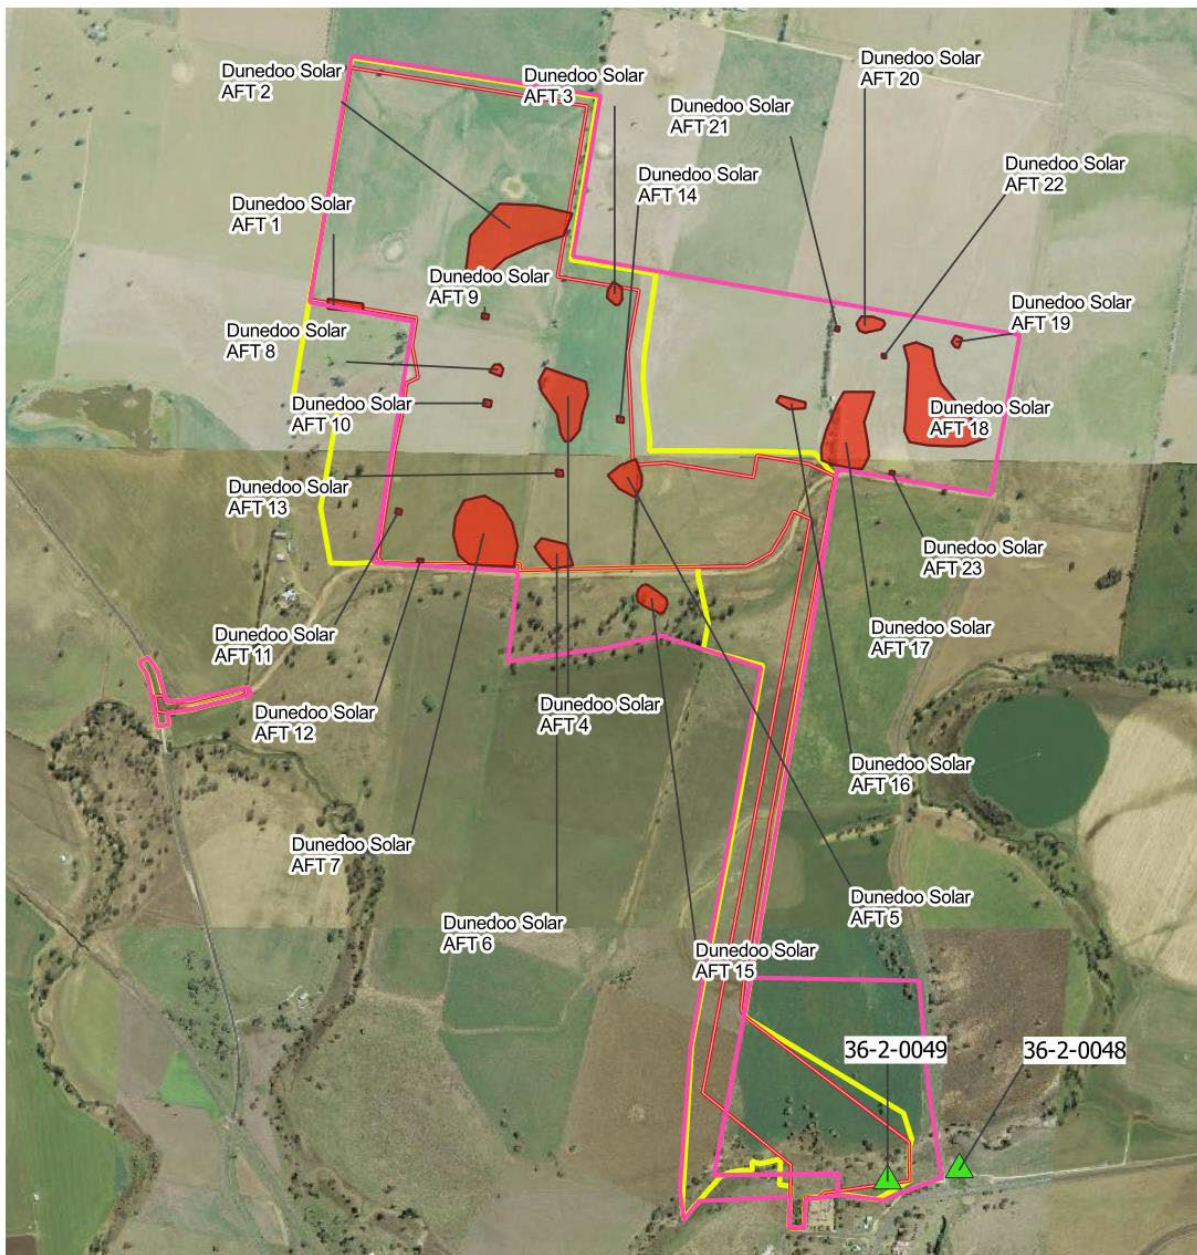 Dunedoo Solar
AFT 2
Dunedoo Solar
AFT 3
Dunedoo Solar
AFT 20
Dunedoo Solar
AFT 21
Dunedoo Solar
AFT 22
Dunedoo Solar
AFT 14
Dunedoo Solar
AFT 1
Dunedoo Solar
AFT 9
Dunedoo Solar
AFT 19
Dunedoo Solar
AFT 8
Dunedoo Solar
AFT 10
Dunedoo Solar
AFT 18
Dunedoo Solar
AFT 13
Dunedoo Solar
AFT 23
Dunedoo Solar
AFT 11
Dunedoo Solar
AFT 17
Dunedoo Solar
AFT 12
Dunedoo Solar
AFT 4
Dunedoo Solar
AFT 16
Dunedoo Solar
AFT 7
Dunedoo Solar
AFT 5
Dunedoo Solar
AFT 6
Dunedoo Solar
AFT 15
36-2-0049
36-2-0048